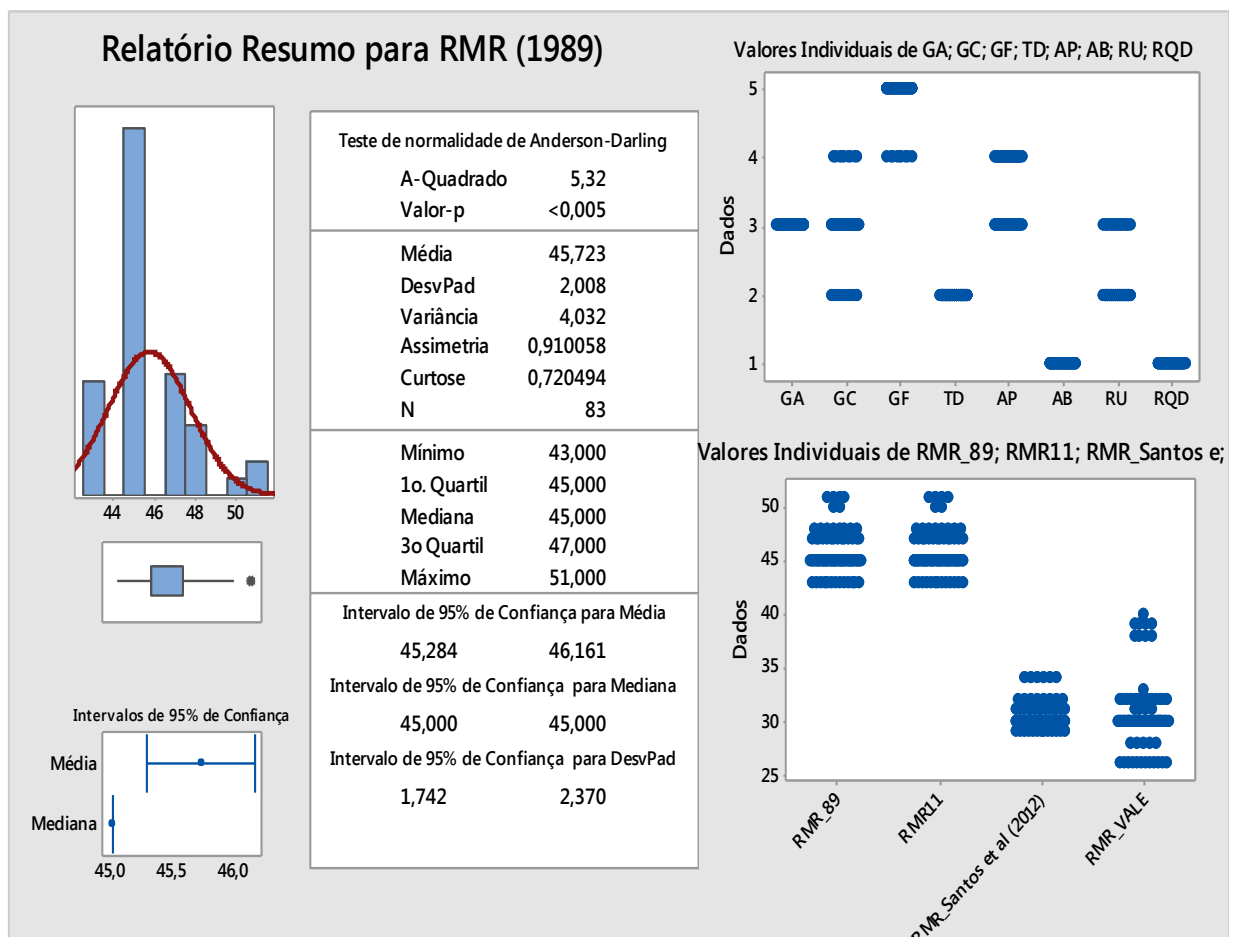 Relatório Resumo para RMR (1989)
44 46 48 50
Intervalos de 95% de Confiança
Média
Mediana
45,0 45,5 46,0
Teste de normalidade de Anderson-Darling
A-Quadrado 5,32
Valor-p <0,005
Média 45,723
DesvPad 2,008
Variância 4,032
Assimetria 0,910058
Curtose 0,720494
N 83
Mínimo 43,000
1o. Quartil 45,000
Mediana 45,000
3o Quartil 47,000
Máximo 51,000
Intervalo de 95% de Confiança para Média
45,284 46,161
Intervalo de 95% de Confiança para Mediana
45,000 45,000
Intervalo de 95% de Confiança para DesvPad
1,742 2,370
Valores Individuais de GA; GC; GF; TD; AP; AB; RU; RQD
Dados
5
4
3
2
1
GA GC GF TD AP AB RU RQD
Valores Individuais de RMR_89; RMR11; RMR_Santos e;
Dados
50
45
40
35
30
25
RMR_89
RMR11
RMR_Santos et al (2012)
RMR_VALE